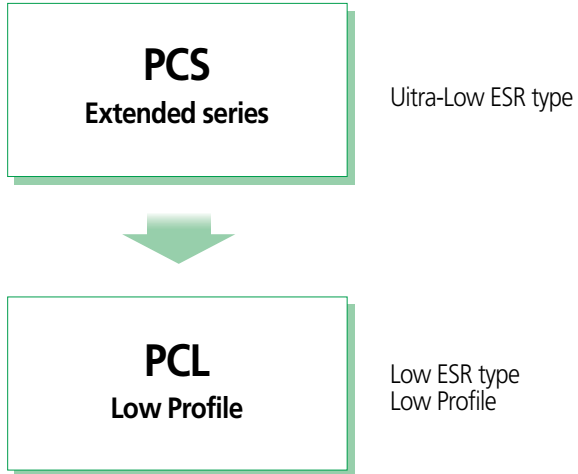 PCS
Extended series
Uitra-Low ESR type
PCL
Low Profile
Low ESR type
Low Profile